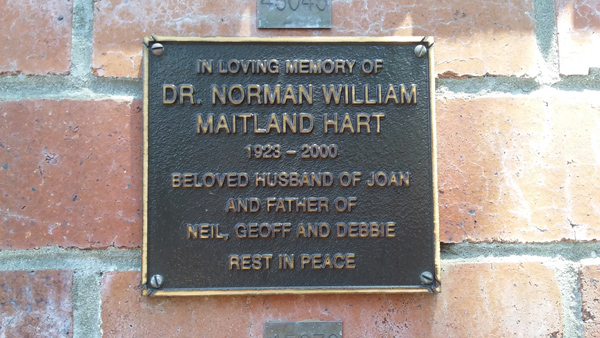 45045
IN LOVING MEMORY OF
DR. NORMAN WILLIAM
MAITLAND HART
1923 – 2000
BELOVED HUSBAND OF JOAN
AND FATHER OF
NEIL, GEOFF AND DEBBIE
REST IN PEACE